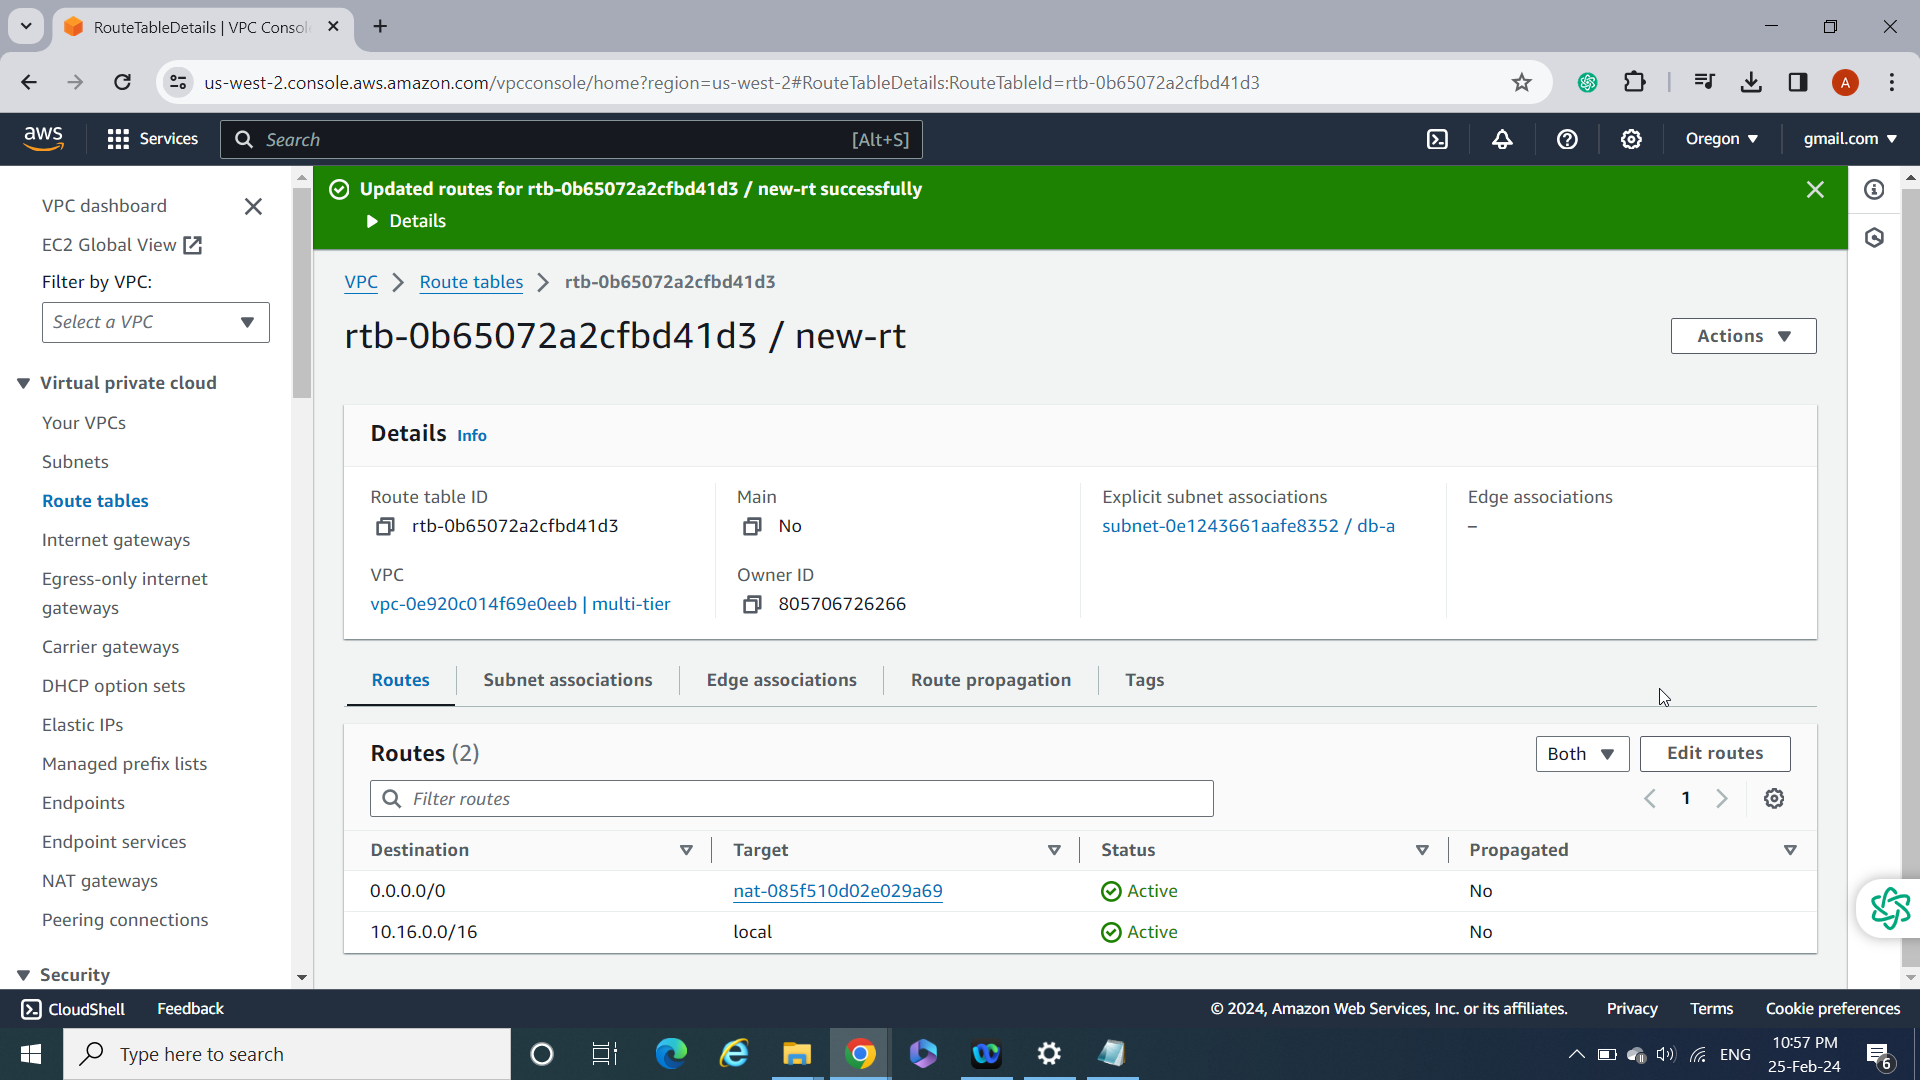 RouteTableDetails | VPC Consol
us-west-2.console.aws.amazon.com/vpcconsole/home?region=us-west-2#RouteTableDetails:RouteTableId=rtb-0b65072a2cfbd41d3
A
aws
Services
Search
[Alt+S]
Oregon
gmail.com
VPC dashboard
EC2 Global View
Filter by VPC:
Select a VPC
Virtual private cloud
Your VPCs
Subnets
Route tables
Internet gateways
Egress-only internet
gateways
Carrier gateways
DHCP option sets
Elastic IPs
Managed prefix lists
Endpoints
Endpoint services
NAT gateways
Peering connections
Security
Updated routes for rtb-0b65072a2cfbd41d3 / new-rt successfully
Details
VPC
Route tables
rtb-0b65072a2cfbd41d3
rtb-0b65072a2cfbd41d3 / new-rt
Actions
Details Info
Route table ID
rtb-0b65072a2cfbd41d3
Main
No
Explicit subnet associations
subnet-0e1243661aafe8352 / db-a
Edge associations
–
VPC
vpc-0e920c014f69e0eeb | multi-tier
Owner ID
805706726266
Routes
Subnet associations
Edge associations
Route propagation
Tags
Routes (2)
Both
Edit routes
Filter routes
1
Destination
Target
Status
Propagated
0.0.0.0/0
nat-085f510d02e029a69
Active
No
10.16.0.0/16
local
Active
No
CloudShell
Feedback
© 2024, Amazon Web Services, Inc. or its affiliates.
Privacy
Terms
Cookie preferences
Type here to search
ENG
10:57 PM
25-Feb-24
6